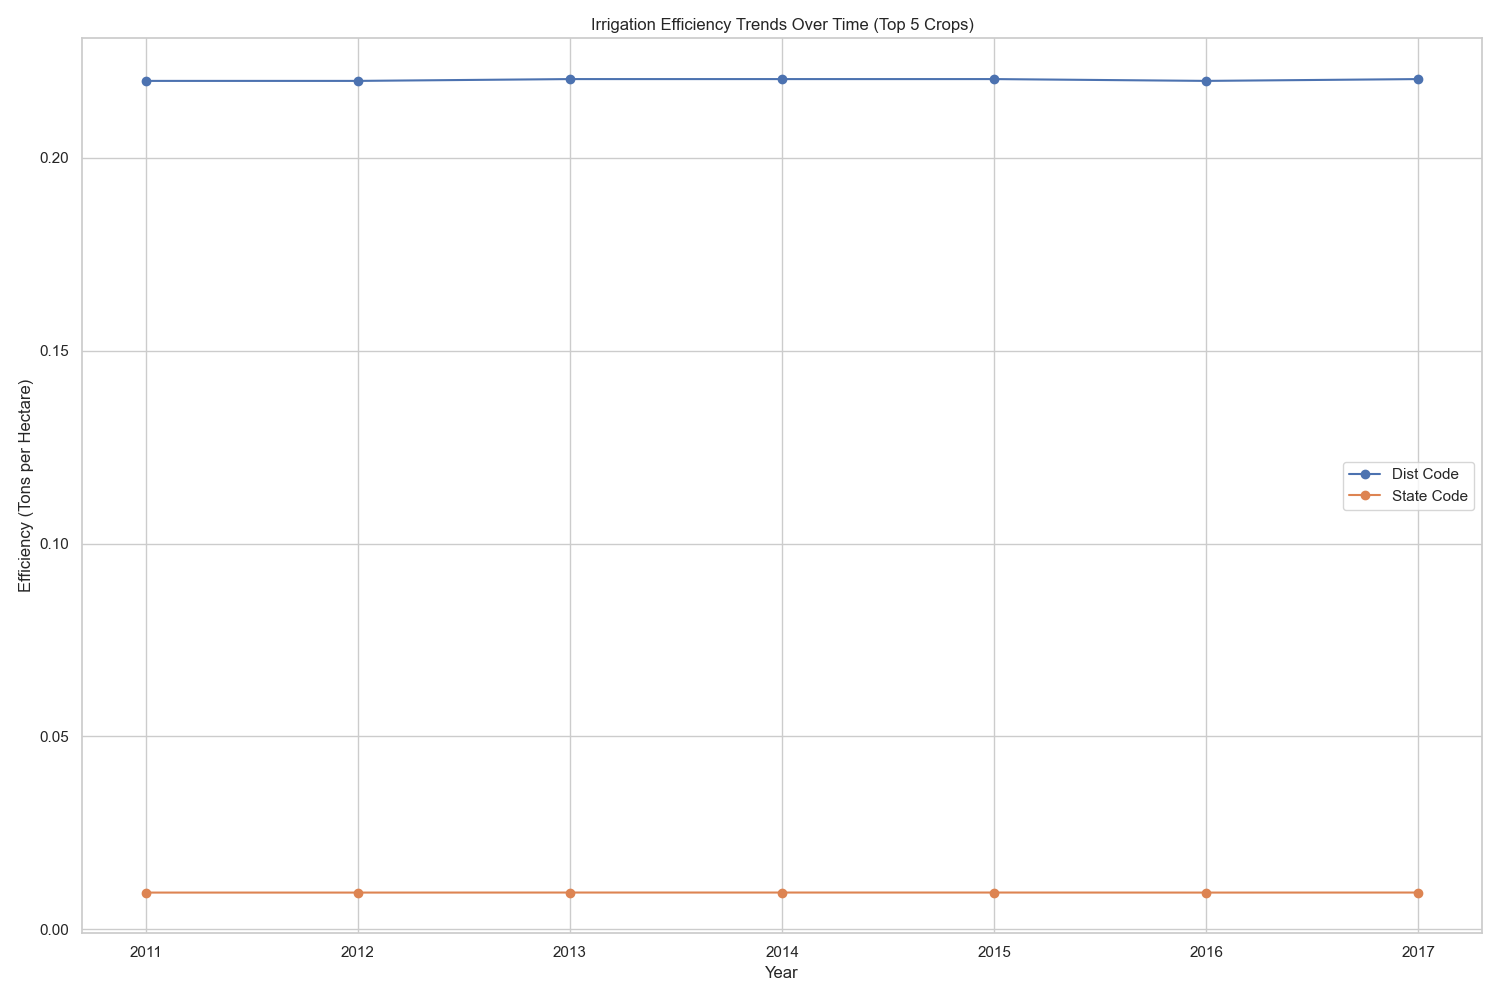 Irrigation Efficiency Trends Over Time (Top 5 Crops)
Efficiency (Tons per Hectare)
0.20
0.15
0.10
0.05
0.00
Dist Code
State Code
2011 2012 2013 2014 2015 2016 2017
Year